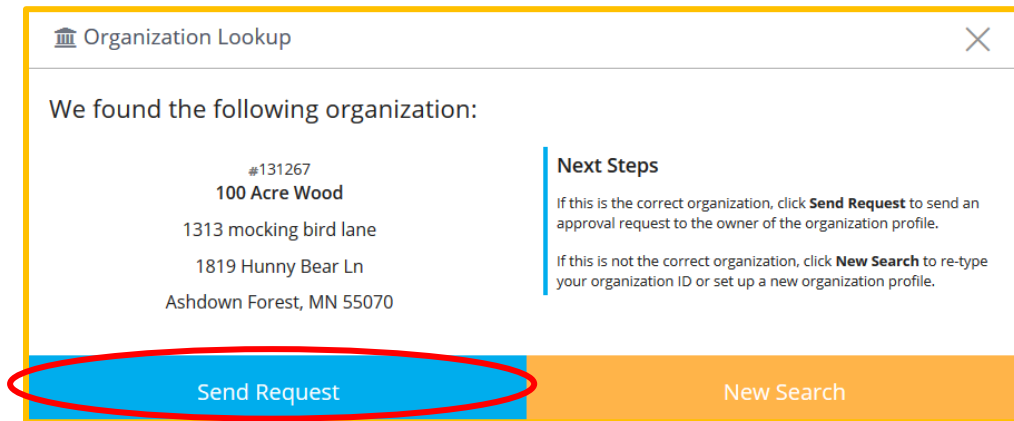 Organization Lookup
We found the following organization:
#131267
100 Acre Wood
1313 mocking bird lane
1819 Hunny Bear Ln
Ashdown Forest, MN 55070
Next Steps
If this is the correct organization, click Send Request to send an
approval request to the owner of the organization profile.
If this is not the correct organization, click New Search to re-type
your organization ID or set up a new organization profile.
Send Request
New Search